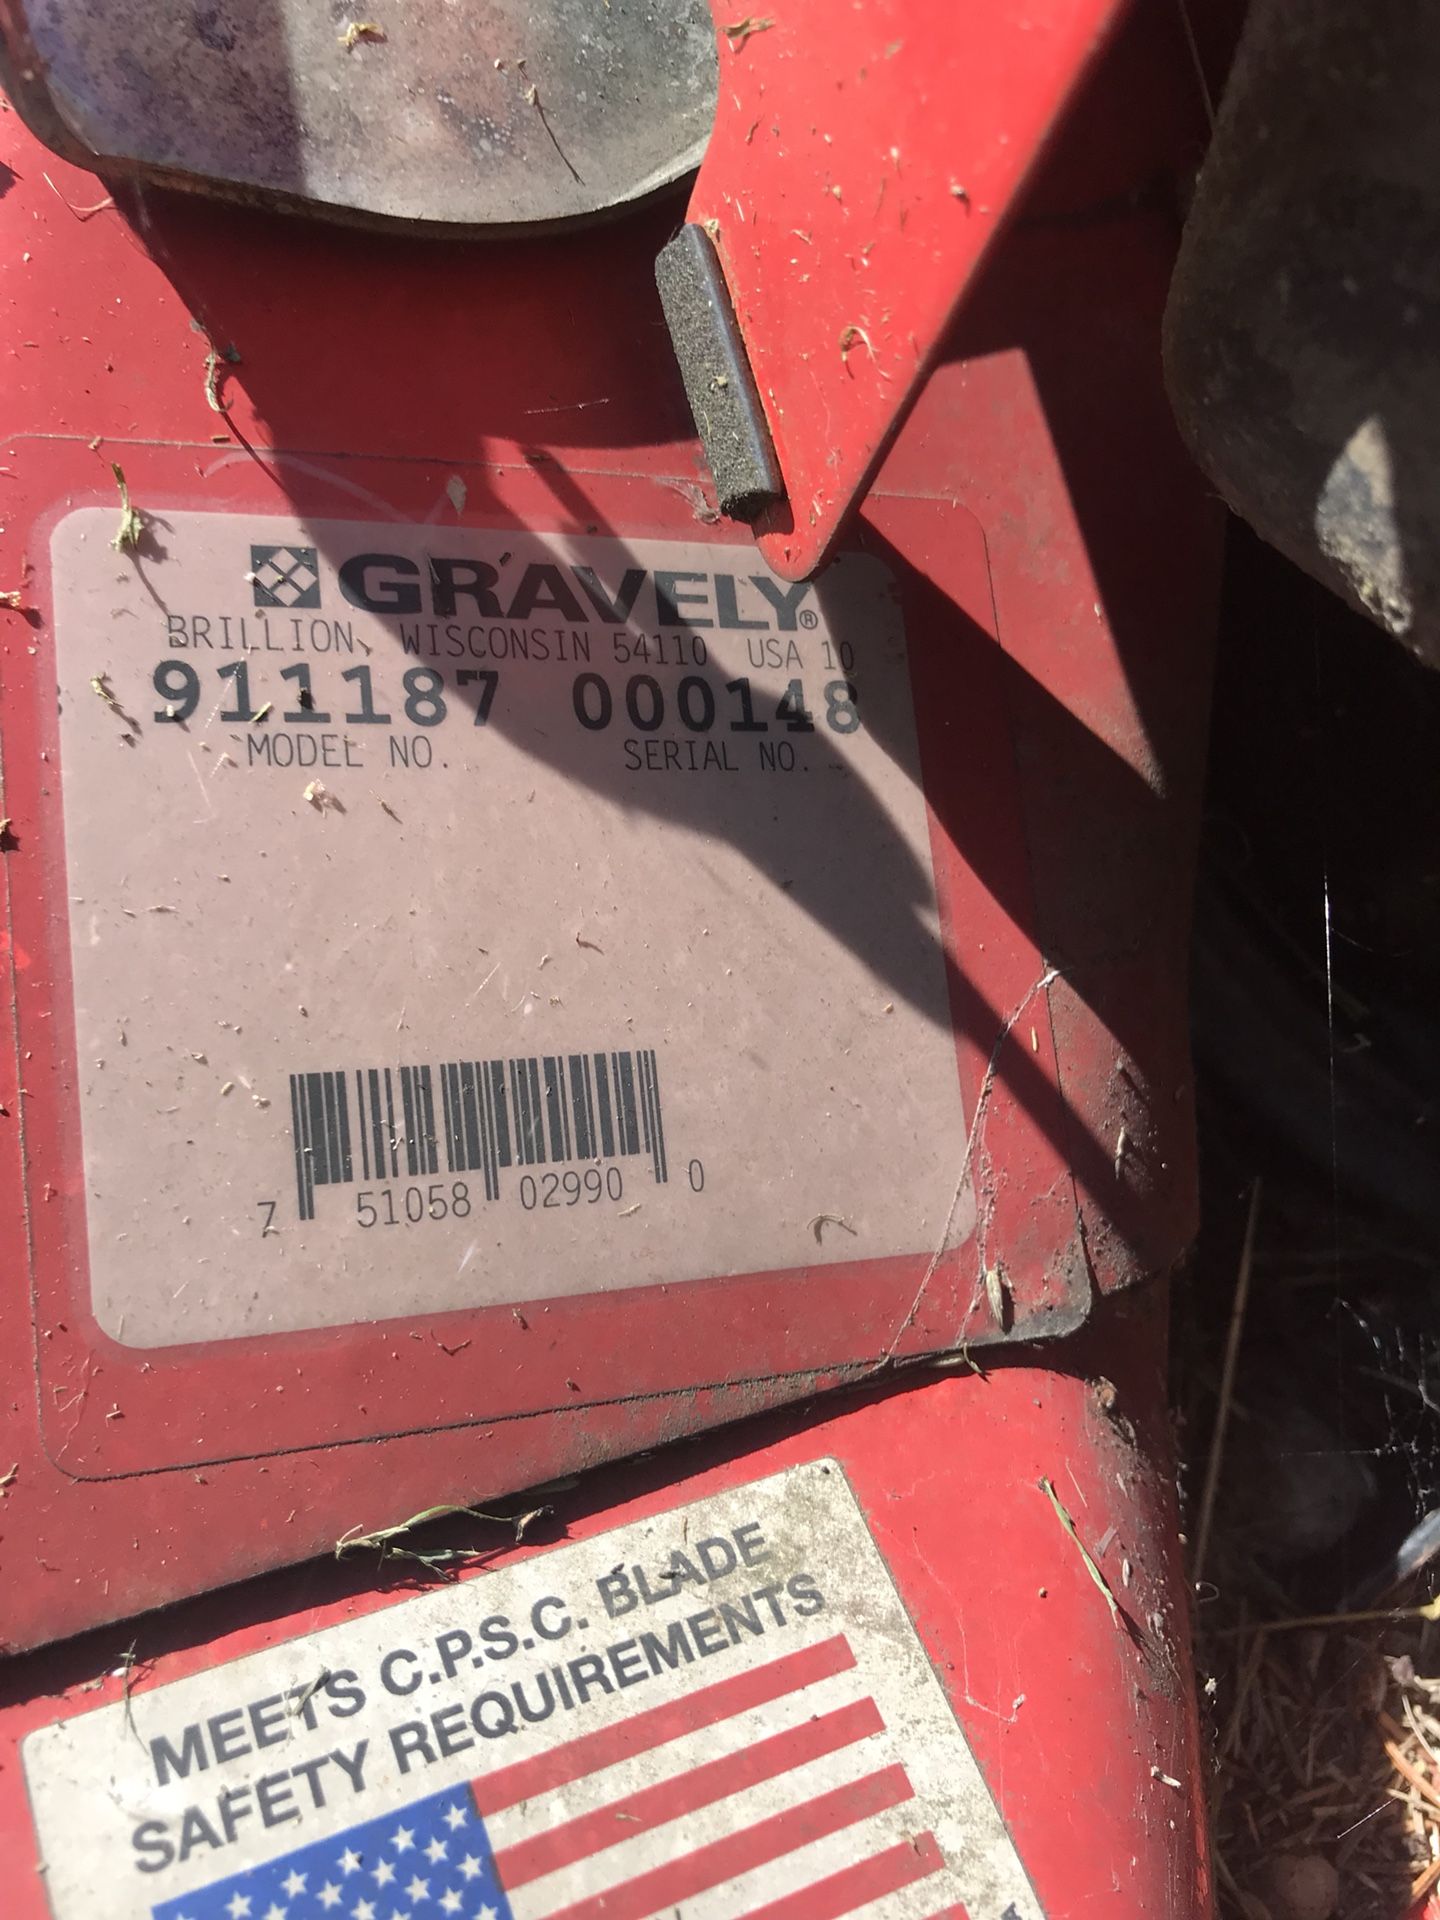 GRAVELY®
BRILLION, WISCONSIN 54110 USA 10
911187 000148
MODEL NO. SERIAL NO.
7 51058 02990 0
MEETS C.P.S.C. BLADE
SAFETY REQUIREMENTS